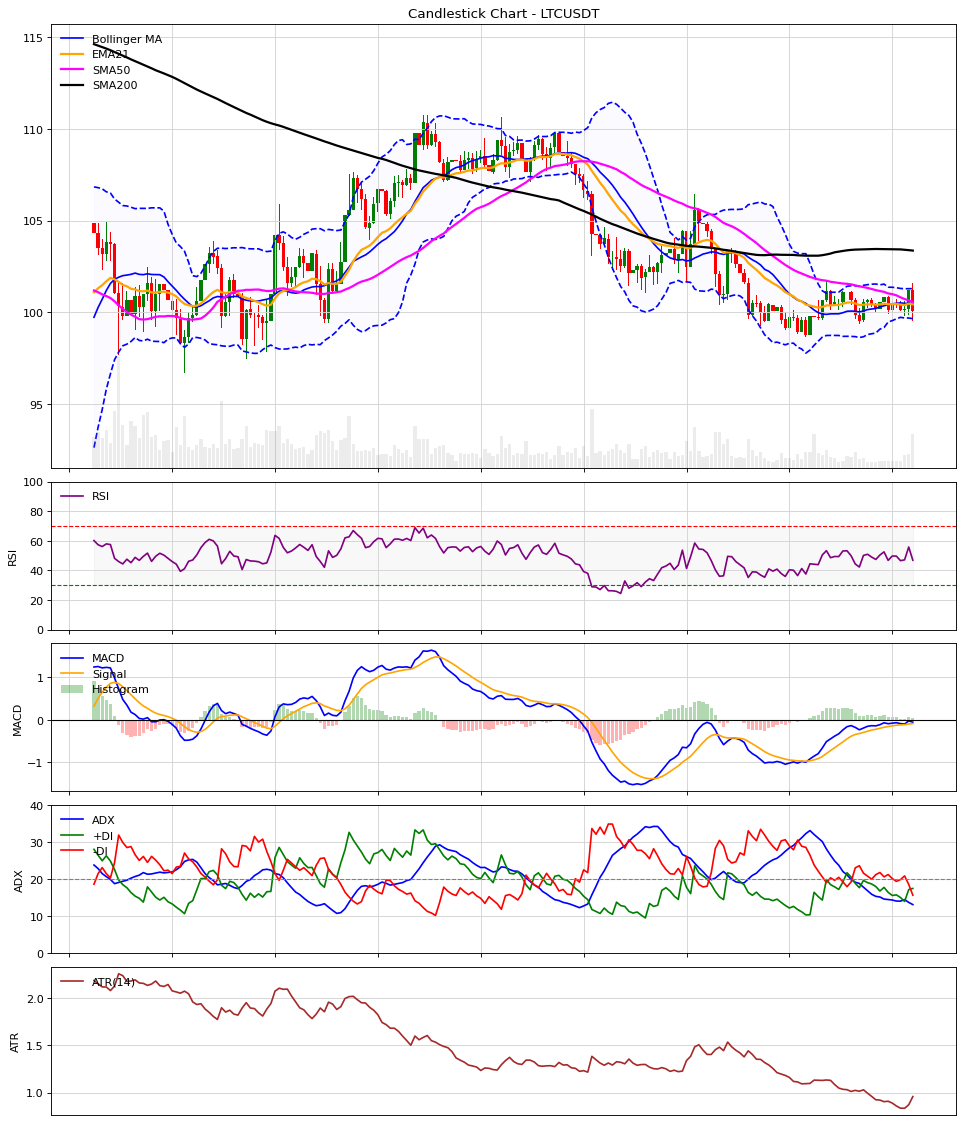 Candlestick Chart - LTCUSDT
115
110
105
100
95
Bollinger MA
EMA21
SMA50
SMA200
RSI
100
80
60
40
20
0
RSI
MACD
1
0
−1
MACD
Signal
Histogram
ADX
40
30
20
10
0
ADX
+DI
-DI
ATR
2.0
1.5
1.0
ATR(14)